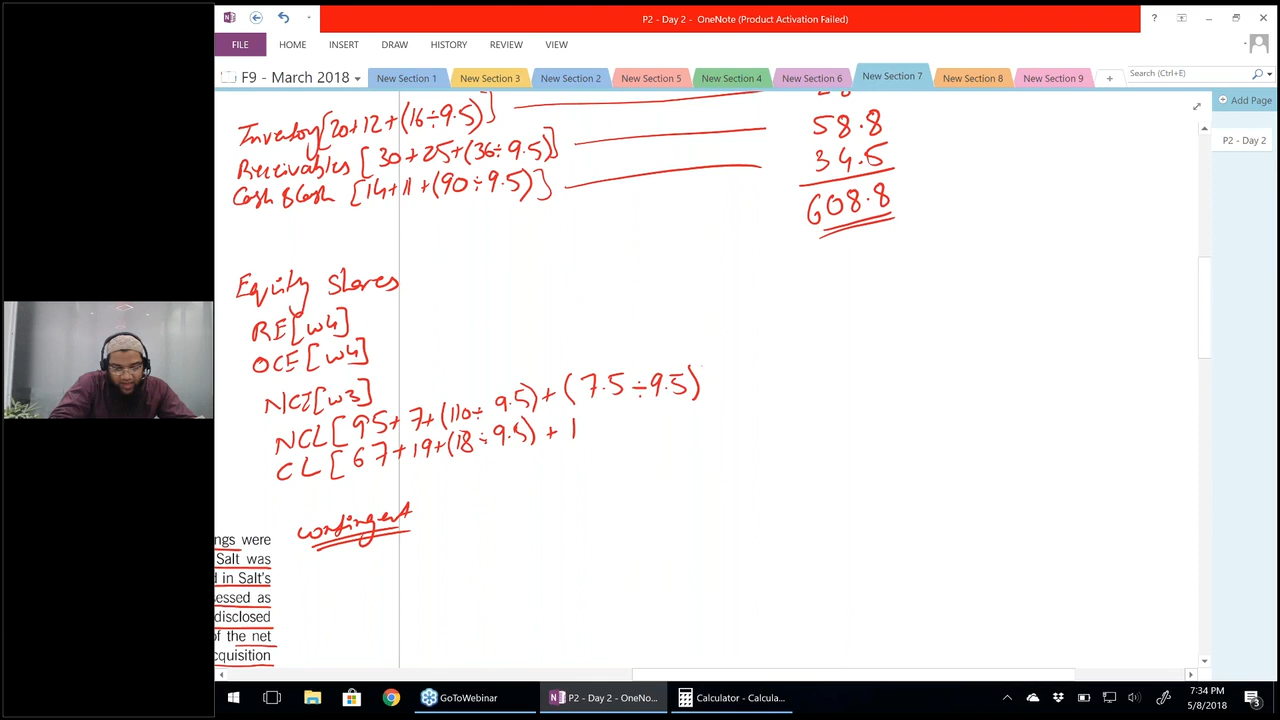 P2 - Day 2 - OneNote (Product Activation Failed)
FILE HOME INSERT DRAW HISTORY REVIEW VIEW
F9 - March 2018 New Section 1 New Section 3 New Section 2 New Section 5 New Section 4 New Section 6 New Section 7 New Section 8 New Section 9 Search (Ctrl+E)
Add Page
P2 - Day 2
Inventory [20+12+(16÷9.5)] 58.8
Receivables [30+25+(36÷9.5)] 34.5
Cash & Cash [14+11+(90÷9.5)] 608.8
Equity Shares
RE [W4]
OCE [W4]
NCI [W3]
NCL [95+7+(110÷9.5)+(7.5÷9.5)
CL [67+19+(18÷9.5)+1
contingent
ngs were
Salt was
d in Salt's
essed as
disclosed
of the net
cquisition
GoToWebinar P2 - Day 2 - OneNo... Calculator - Calcula...
7:34 PM
5/8/2018
3